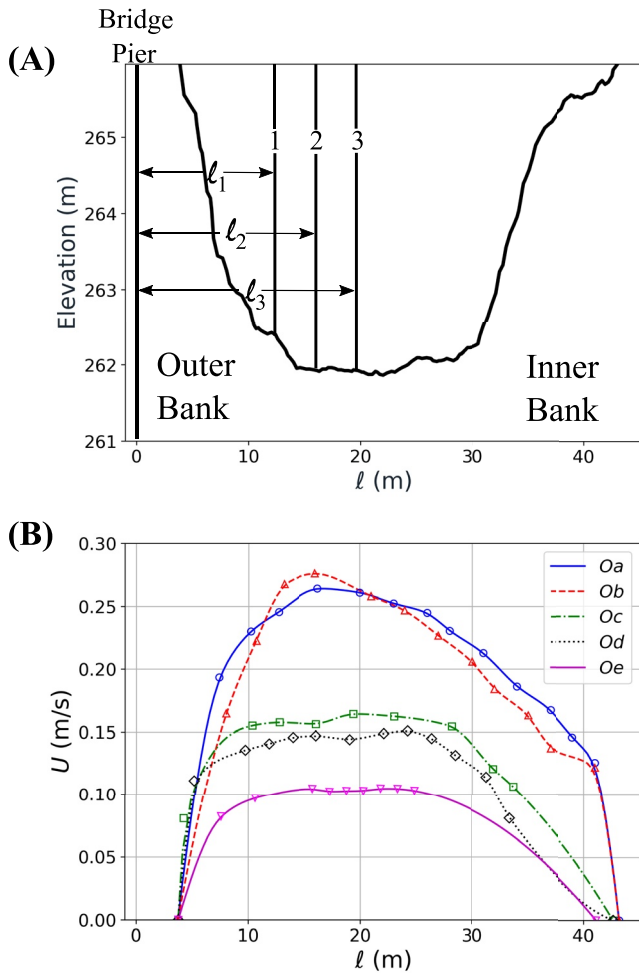 Bridge
Pier
(A)
265
264
263
262
261
Elevation (m)
1 2 3
ℓ1
ℓ2
ℓ3
Outer
Bank
Inner
Bank
0 10 20 30 40
ℓ (m)
(B)
0.30
0.25
0.20
0.15
0.10
0.05
0.00
U (m/s)
Oa
Ob
Oc
Od
Oe
0 10 20 30 40
ℓ (m)